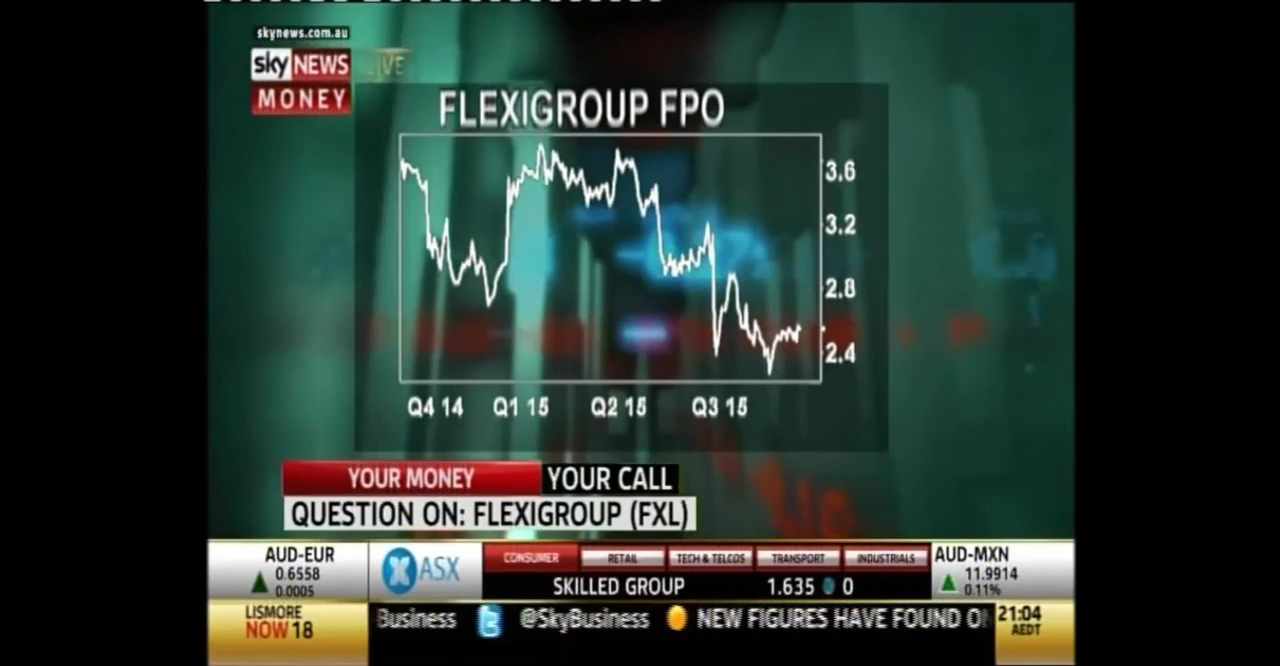 skynews.com.au
sky NEWS LIVE
MONEY
FLEXIGROUP FPO
3.6
3.2
2.8
2.4
Q4 14 Q1 15 Q2 15 Q3 15
YOUR MONEY YOUR CALL
QUESTION ON: FLEXIGROUP (FXL)
AUD-EUR
0.6558
0.0005
ASX
CONSUMER RETAIL TECH & TELCOS TRANSPORT INDUSTRIALS
SKILLED GROUP 1.635 0
AUD-MXN
11.9914
0.11%
LISMORE
NOW 18
Business @SkyBusiness NEW FIGURES HAVE FOUND
21:04
AEDT